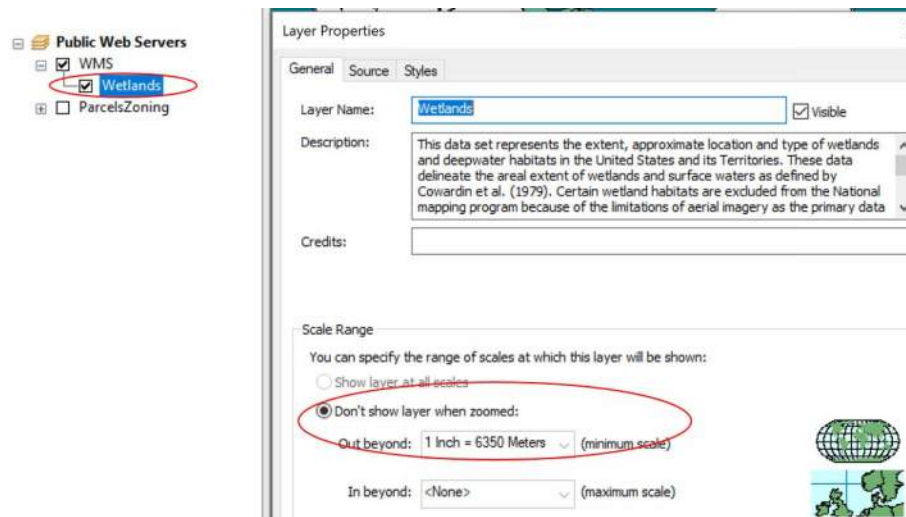 Public Web Servers
WMS
Wetlands
ParcelsZoning
Layer Properties
General Source Styles
Layer Name: Wetlands Visible
Description: This data set represents the extent, approximate location and type of wetlands
and deepwater habitats in the United States and its Territories. These data
delineate the areal extent of wetlands and surface waters as defined by
Cowardin et al. (1979). Certain wetland habitats are excluded from the National
mapping program because of the limitations of aerial imagery as the primary data
Credits:
Scale Range
You can specify the range of scales at which this layer will be shown:
Show layer at all scales
Don't show layer when zoomed:
Out beyond: 1 Inch = 6350 Meters (minimum scale)
In beyond: <None> (maximum scale)